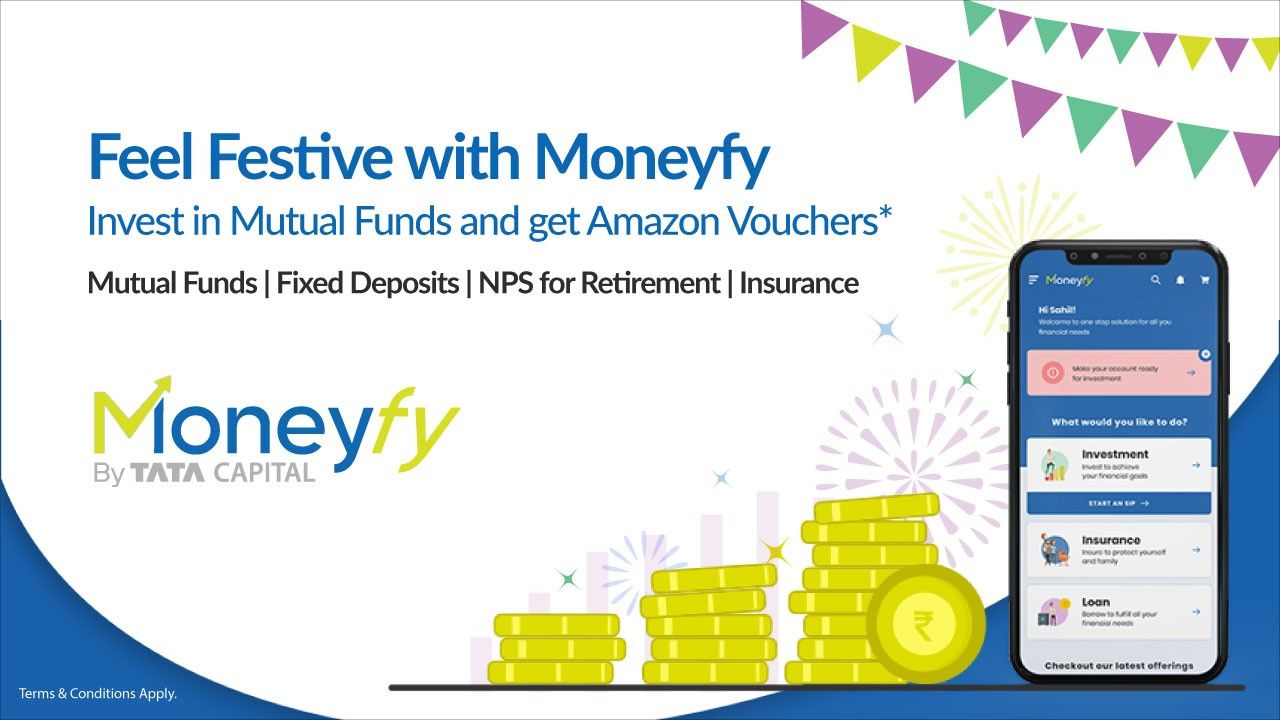 Feel Festive with Moneyfy
Invest in Mutual Funds and get Amazon Vouchers*
Mutual Funds | Fixed Deposits | NPS for Retirement | Insurance
Moneyfy
By TATA CAPITAL
Moneyfy
Hi Sahil!
Welcome to one stop solution for all you
financial needs
Make your account ready
for investment
What would you like to do?
Investment
Invest to achieve
your financial goals
START AN SIP
Insurance
Insure to protect yourself
and family
Loan
Borrow to fulfil all your
financial needs
Checkout our latest offerings
₹
Terms & Conditions Apply.